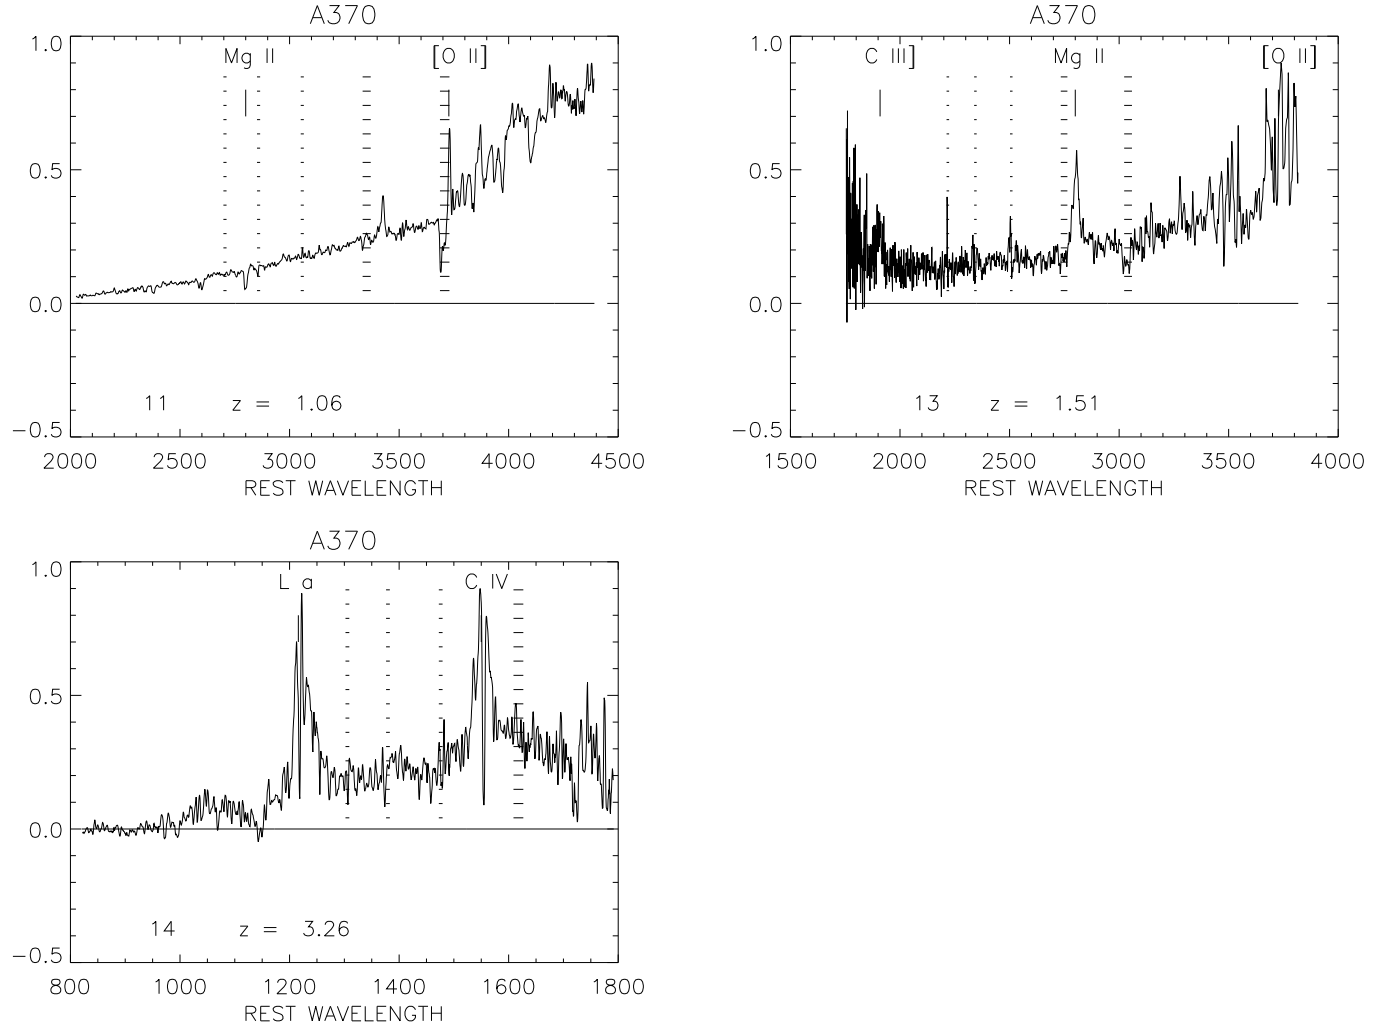 A370
Mg II [O II]
1.0
0.5
0.0
−0.5
11 z = 1.06
2000 2500 3000 3500 4000 4500
REST WAVELENGTH
A370
C III] Mg II [O II]
1.0
0.5
0.0
−0.5
13 z = 1.51
1500 2000 2500 3000 3500 4000
REST WAVELENGTH
A370
L a C IV
1.0
0.5
0.0
−0.5
14 z = 3.26
800 1000 1200 1400 1600 1800
REST WAVELENGTH